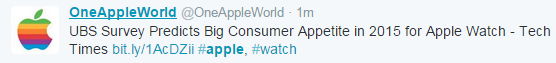 OneAppleWorld @OneAppleWorld · 1m
UBS Survey Predicts Big Consumer Appetite in 2015 for Apple Watch - Tech
Times bit.ly/1AcDZii #apple, #watch